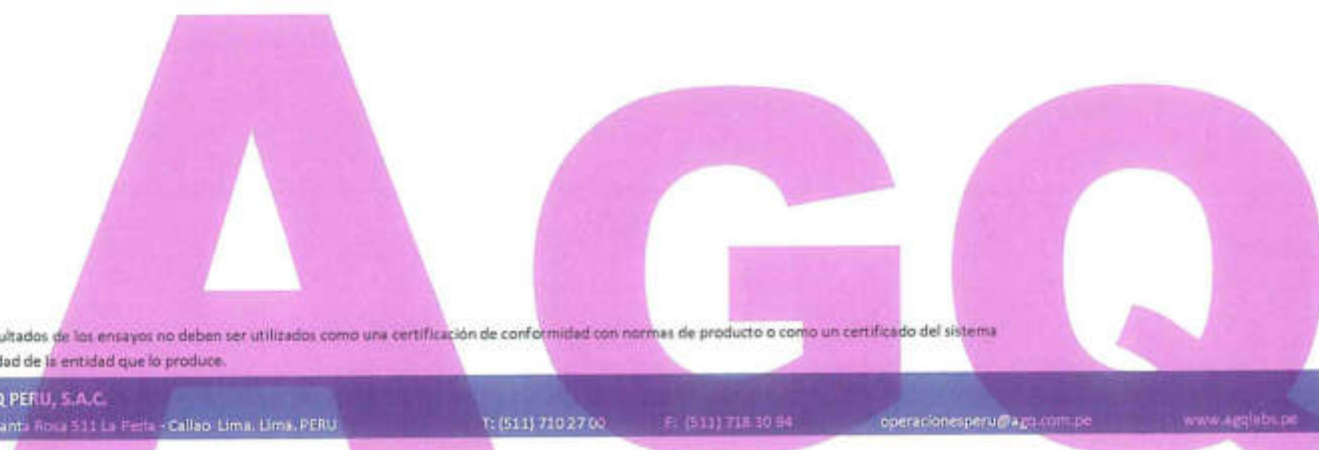 AGQ
ultados de los ensayos no deben ser utilizados como una certificación de conformidad con normas de producto o como un certificado del sistema
dad de la entidad que lo produce.
Q PERU, S.A.C.
anta Rosa 511 La Perla - Callao Lima. Lima. PERU T: (511) 710 27 00 F: (511) 718 30 94 operacionesperu@agq.com.pe www.agqlabs.pe